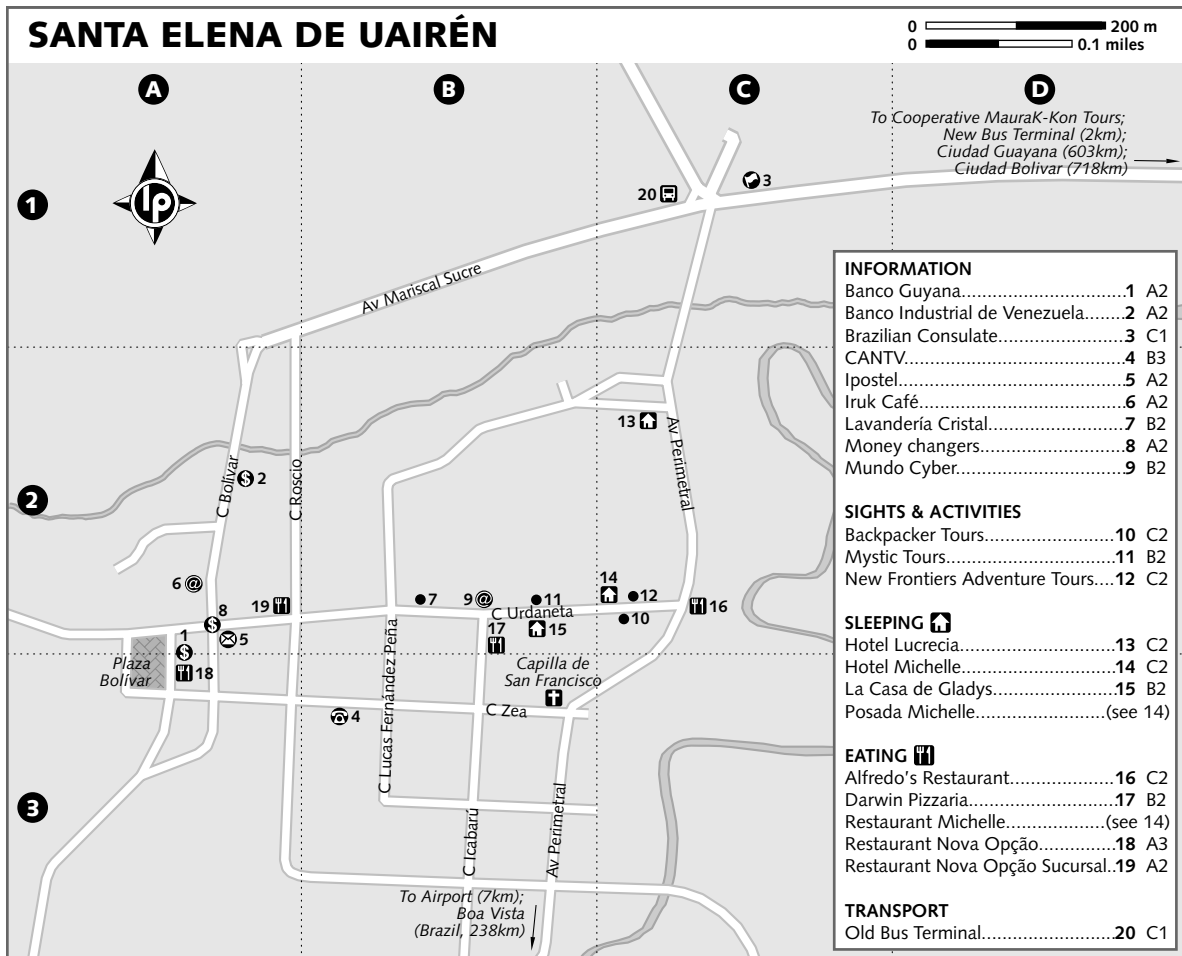 SANTA ELENA DE UAIRÉN
0 200 m
0 0.1 miles
A
B
C
D
To Cooperative MauraK-Kon Tours;
New Bus Terminal (2km);
Ciudad Guayana (603km);
Ciudad Bolivar (718km)
1
lp
20
3
Av Mariscal Sucre
2
C Bolívar
2
C Roscio
13
Av Perimetral
6 @
8
19
7
9 @
11
C Urdaneta
14
12
10
16
1
5
Plaza
Bolívar
18
17
15
C Lucas Fernández Peña
Capilla de
San Francisco
4
C Zea
3
C Icabarú
Av Perimetral
To Airport (7km);
Boa Vista
(Brazil, 238km)
INFORMATION
Banco Guyana............................1 A2
Banco Industrial de Venezuela........2 A2
Brazilian Consulate......................3 C1
CANTV......................................4 B3
Ipostel.......................................5 A2
Iruk Café...................................6 A2
Lavandería Cristal........................7 B2
Money changers..........................8 A2
Mundo Cyber.............................9 B2
SIGHTS & ACTIVITIES
Backpacker Tours.......................10 C2
Mystic Tours..............................11 B2
New Frontiers Adventure Tours....12 C2
SLEEPING
Hotel Lucrecia...........................13 C2
Hotel Michelle...........................14 C2
La Casa de Gladys......................15 B2
Posada Michelle......................(see 14)
EATING
Alfredo's Restaurant...................16 C2
Darwin Pizzaria.........................17 B2
Restaurant Michelle..................(see 14)
Restaurant Nova Opção..............18 A3
Restaurant Nova Opção Sucursal..19 A2
TRANSPORT
Old Bus Terminal.......................20 C1